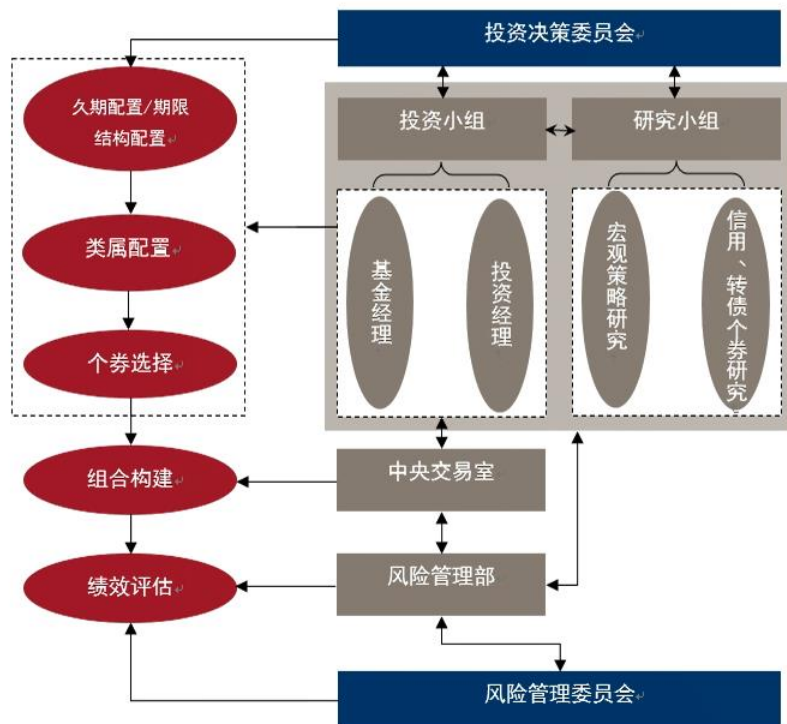 投资决策委员会
久期配置/期限
结构配置
投资小组
研究小组
类属配置
基金经理
投资经理
宏观策略研究
信用、转债个券研究
个券选择
组合构建
中央交易室
绩效评估
风险管理部
风险管理委员会